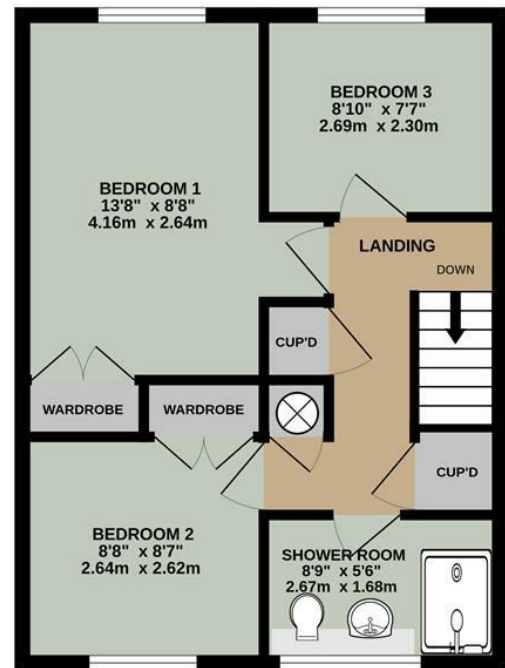 BEDROOM 3
8'10" x 7'7"
2.69m x 2.30m
BEDROOM 1
13'8" x 8'8"
4.16m x 2.64m
LANDING
DOWN
CUP'D
WARDROBE
WARDROBE
CUP'D
BEDROOM 2
8'8" x 8'7"
2.64m x 2.62m
SHOWER ROOM
8'9" x 5'6"
2.67m x 1.68m